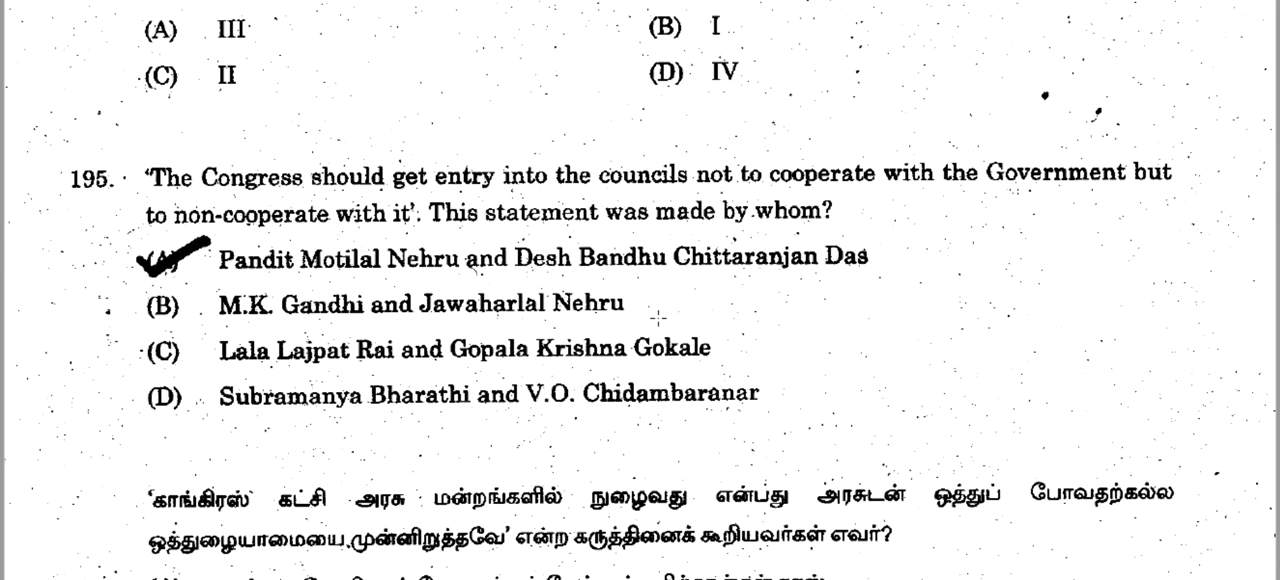 (A) III (B) I
(C) II (D) IV
195. 'The Congress should get entry into the councils not to cooperate with the Government but
to non-cooperate with it'. This statement was made by whom?
(A) Pandit Motilal Nehru and Desh Bandhu Chittaranjan Das
(B) M.K. Gandhi and Jawaharlal Nehru
(C) Lala Lajpat Rai and Gopala Krishna Gokale
(D) Subramanya Bharathi and V.O. Chidambaranar
'காங்கிரஸ் கட்சி அரசு மன்றங்களில் நுழைவது என்பது அரசுடன் ஒத்துப் போவதற்கல்ல
ஒத்துழையாமையை முன்னிறுத்தவே' என்ற கருத்தினைக் கூறியவர்கள் எவர்?